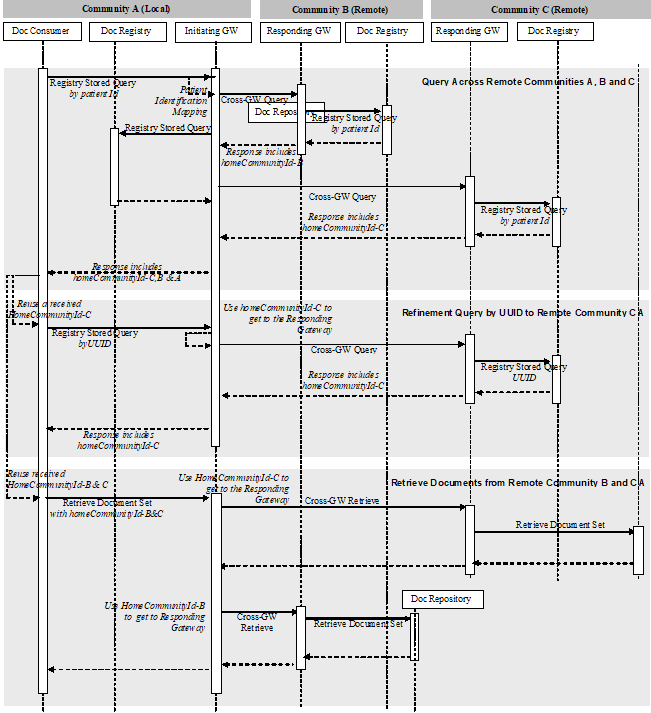 Community A (Local)
Community B (Remote)
Community C (Remote)
Doc Consumer
Doc Registry
Initiating GW
Responding GW
Doc Registry
Responding GW
Doc Registry
Query Across Remote Communities A, B and C
Registry Stored Query
by patient Id
Patient
Identification
Mapping
Cross-GW Query
Registry Stored Query
by patient Id
Registry Stored Query
Response includes
homeCommunityId-B
Cross-GW Query
Registry Stored Query
by patient Id
Response includes
homeCommunityId-C
Response includes
homeCommunityId-C,B & A
Reuse a received
HomeCommunityId-C
Use homeCommunityId-C to
get to the Responding
Gateway
Refinement Query by UUID to Remote Community C A
Registry Stored Query
byUUID
Cross-GW Query
Registry Stored Query
UUID
Response includes
homeCommunityId-C
Response includes
homeCommunityId-C
Reuse received
HomeCommunityId-B & C
Use HomeCommunityId-C to
get to the Responding
Gateway
Retrieve Documents from Remote Community B and C A
Retrieve Document Set
with homeCommunityId-B&C
Cross-GW Retrieve
Retrieve Document Set
Doc Repository
Use HomeCommunityId-B
to get to Responding
Gateway
Cross-GW
Retrieve
Retrieve Document Set